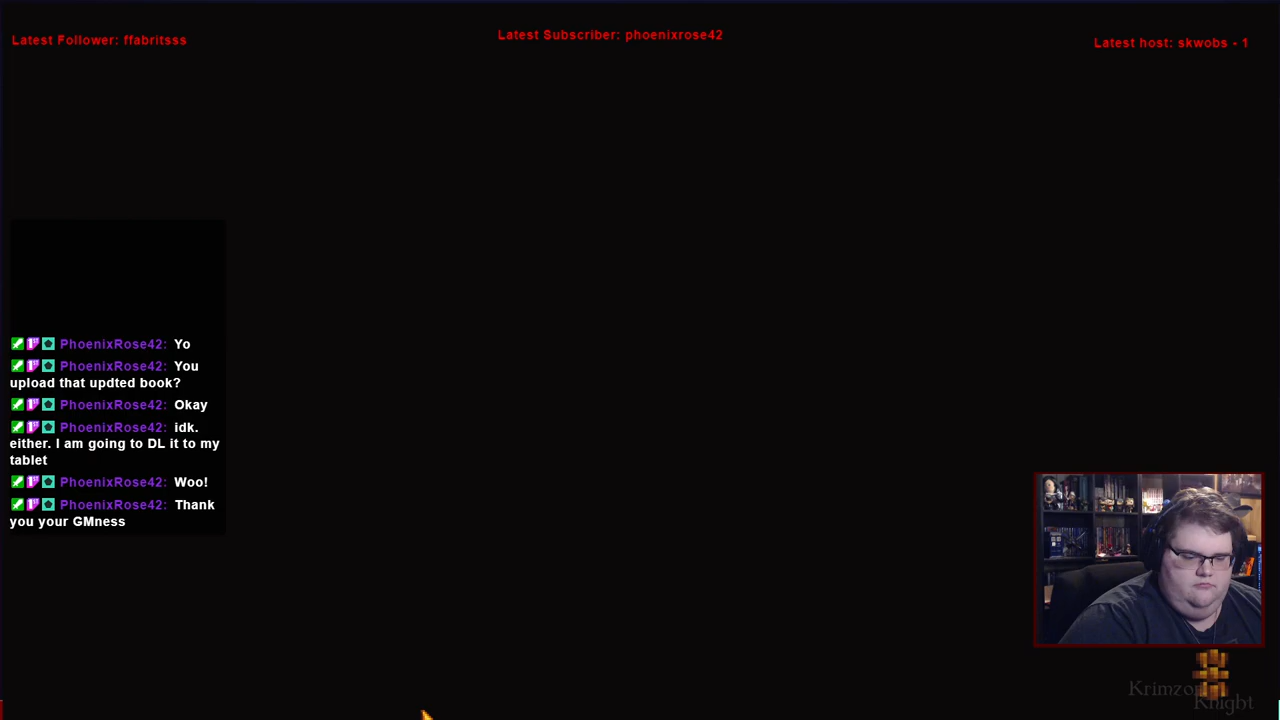 Latest Follower: ffabritsss
Latest Subscriber: phoenixrose42
Latest host: skwobs - 1
PhoenixRose42: Yo
PhoenixRose42: You
upload that updted book?
PhoenixRose42: Okay
PhoenixRose42: idk.
either. I am going to DL it to my
tablet
PhoenixRose42: Woo!
PhoenixRose42: Thank
you your GMness
Krimzon
Knight